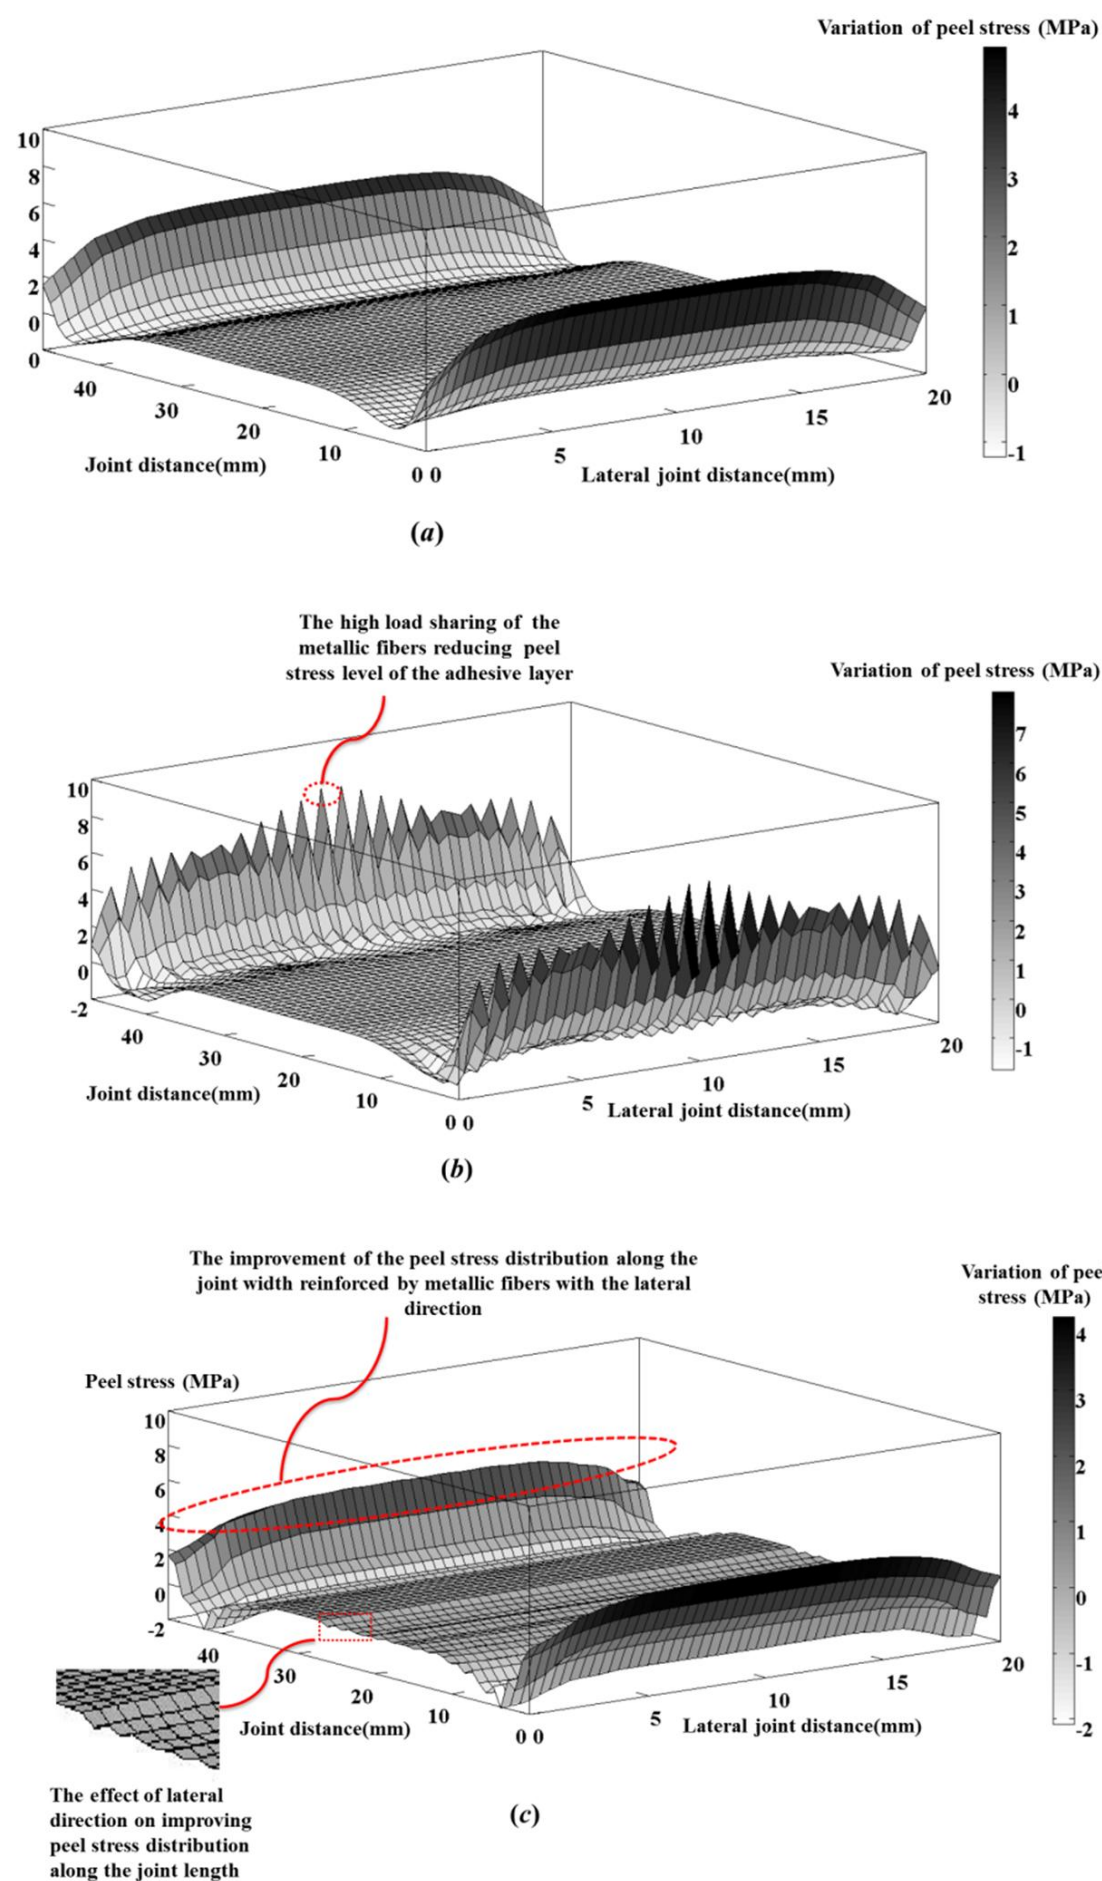 Variation of peel stress (MPa)
10
8
6
4
2
0
0
40
30
20
10
0 0
5
10
15
20
Joint distance(mm)
Lateral joint distance(mm)
4
3
2
1
0
-1
(a)
The high load sharing of the
metallic fibers reducing peel
stress level of the adhesive layer
Variation of peel stress (MPa)
10
8
6
4
2
0
-2
40
30
20
10
0 0
5
10
15
20
Joint distance(mm)
Lateral joint distance(mm)
7
6
5
4
3
2
1
0
-1
(b)
The improvement of the peel stress distribution along the
joint width reinforced by metallic fibers with the lateral
direction
Variation of pee
stress (MPa)
Peel stress (MPa)
10
8
6
4
2
0
-2
40
30
20
10
0 0
5
10
15
20
Joint distance(mm)
Lateral joint distance(mm)
4
3
2
1
0
-1
-2
The effect of lateral
direction on improving
peel stress distribution
along the joint length
(c)